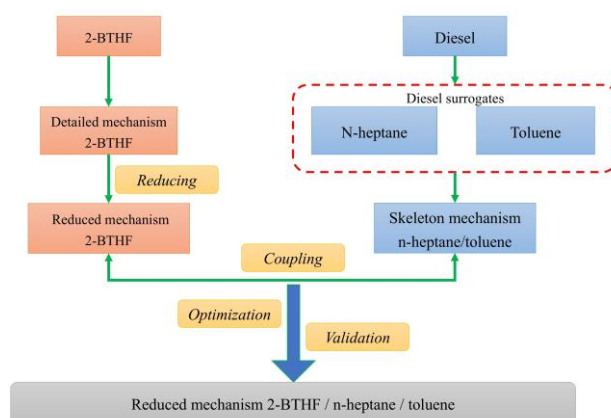 2-BTHF
Diesel
Diesel surrogates
Detailed mechanism
2-BTHF
N-heptane
Toluene
Reducing
Reduced mechanism
2-BTHF
Skeleton mechanism
n-heptane/toluene
Coupling
Optimization
Validation
Reduced mechanism 2-BTHF / n-heptane / toluene